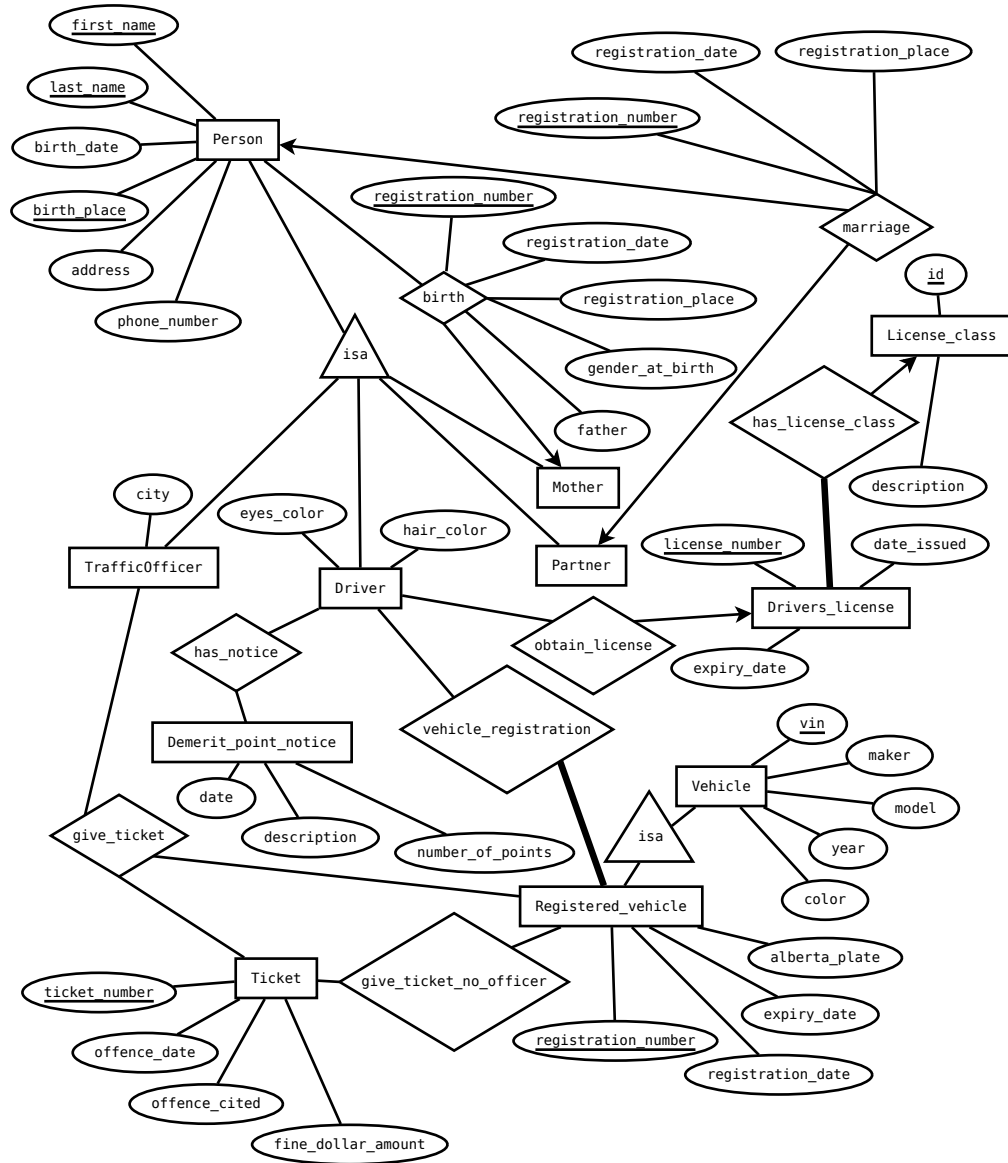 first_name
registration_date
registration_place
last_name
registration_number
Person
birth_date
registration_number
birth_place
marriage
registration_date
address
id
birth
registration_place
phone_number
License_class
isa
gender_at_birth
has_license_class
father
city
Mother
description
eyes_color
hair_color
license_number
date_issued
TrafficOfficer
Partner
Driver
Drivers_license
has_notice
obtain_license
expiry_date
vehicle_registration
vin
Demerit_point_notice
maker
Vehicle
date
model
give_ticket
description
isa
year
number_of_points
color
Registered_vehicle
alberta_plate
Ticket
give_ticket_no_officer
ticket_number
expiry_date
registration_number
offence_date
registration_date
offence_cited
fine_dollar_amount